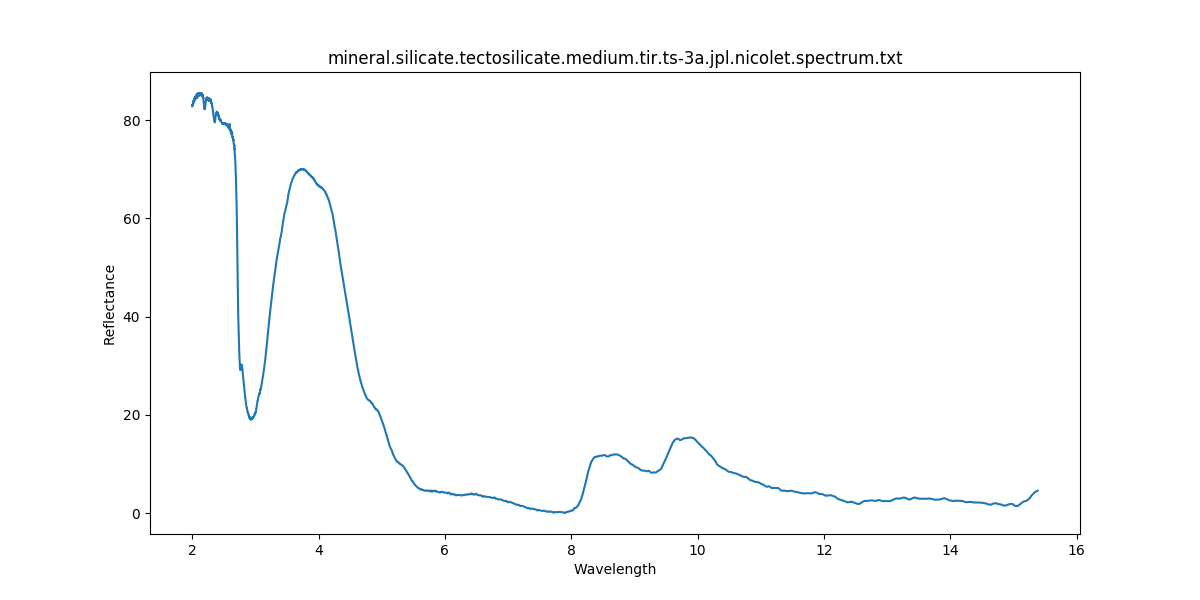 mineral.silicate.tectosilicate.medium.tir.ts-3a.jpl.nicolet.spectrum.txt
80
60
40
20
0
Reflectance
2 4 6 8 10 12 14 16
Wavelength